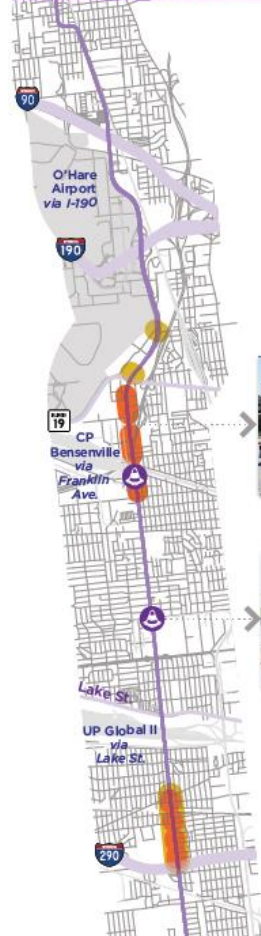 90
O'Hare
Airport
via I-190
190
19
CP
Bensenville
via
Franklin
Ave.
Lake St.
UP Global II
via
Lake St.
290